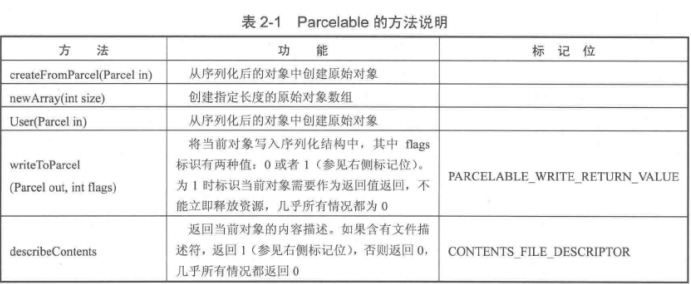 表 2-1 Parcelable 的方法说明
方 法 功 能 标 记 位
createFromParcel(Parcel in) 从序列化后的对象中创建原始对象
newArray(int size) 创建指定长度的原始对象数组
User(Parcel in) 从序列化后的对象中创建原始对象
writeToParcel
(Parcel out, int flags)
将当前对象写入序列化结构中，其中 flags
标识有两种值：0 或者 1（参见右侧标记位）。
为 1 时标识当前对象需要作为返回值返回，不
能立即释放资源，几乎所有情况都为 0
PARCELABLE_WRITE_RETURN_VALUE
describeContents
返回当前对象的内容描述。如果含有文件描
述符，返回 1（参见右侧标记位），否则返回 0，
几乎所有情况都返回 0
CONTENTS_FILE_DESCRIPTOR